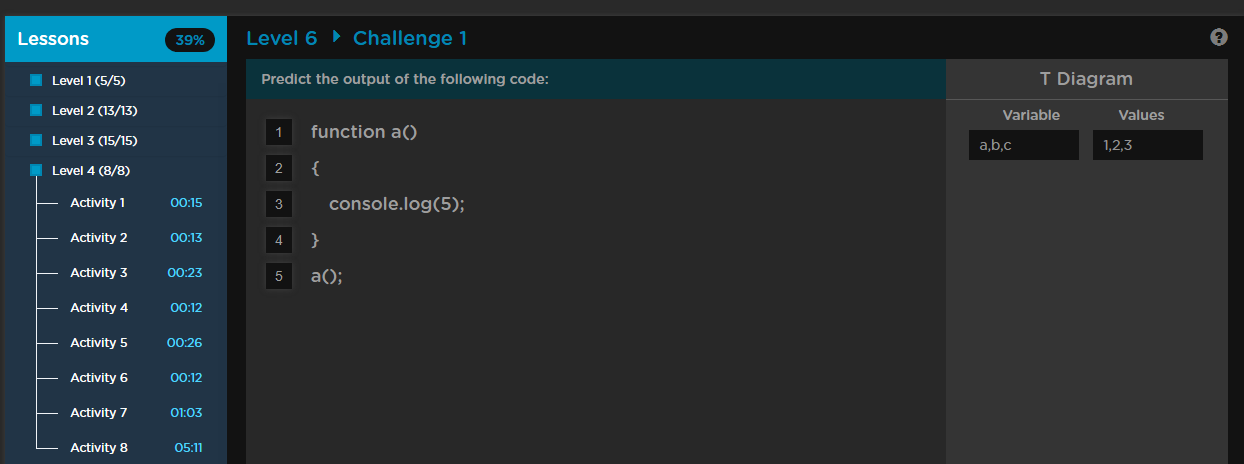 Lessons 39%
Level 1 (5/5)
Level 2 (13/13)
Level 3 (15/15)
Level 4 (8/8)
Activity 1 00:15
Activity 2 00:13
Activity 3 00:23
Activity 4 00:12
Activity 5 00:26
Activity 6 00:12
Activity 7 01:03
Activity 8 05:11
Level 6 Challenge 1
?
Predict the output of the following code:
1 function a()
2 {
3 console.log(5);
4 }
5 a();
T Diagram
Variable Values
a,b,c 1,2,3